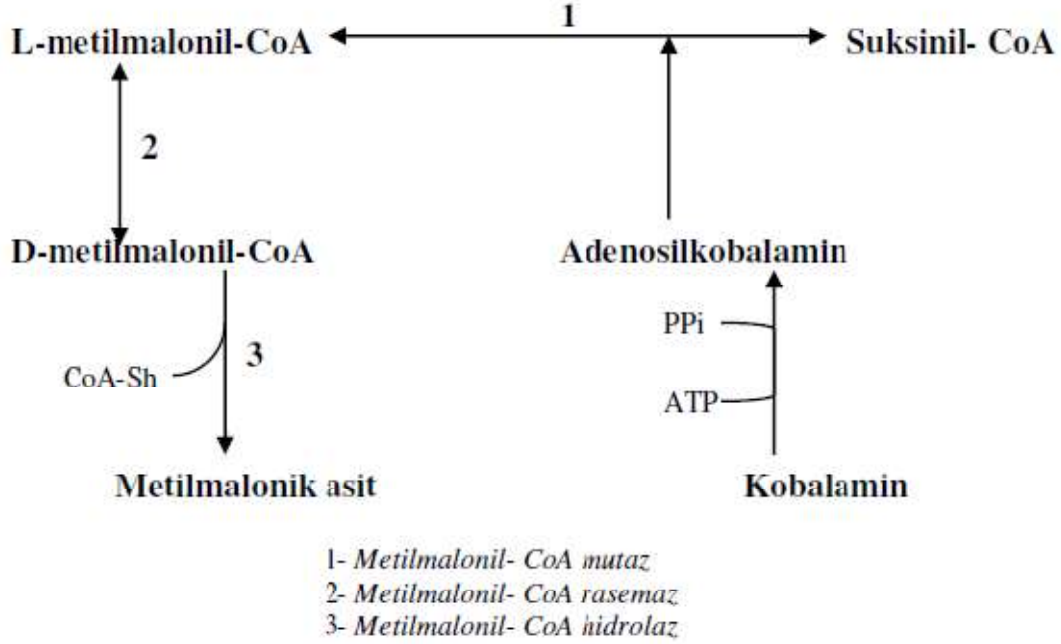 1
L-metilmalonil-CoA
Suksinil- CoA
2
D-metilmalonil-CoA
Adenosilkobalamin
PPi
3
CoA-Sh
ATP
Metilmalonik asit
Kobalamin
1- Metilmalonil- CoA mutaz
2- Metilmalonil- CoA rasemaz
3- Metilmalonil- CoA hidrolaz